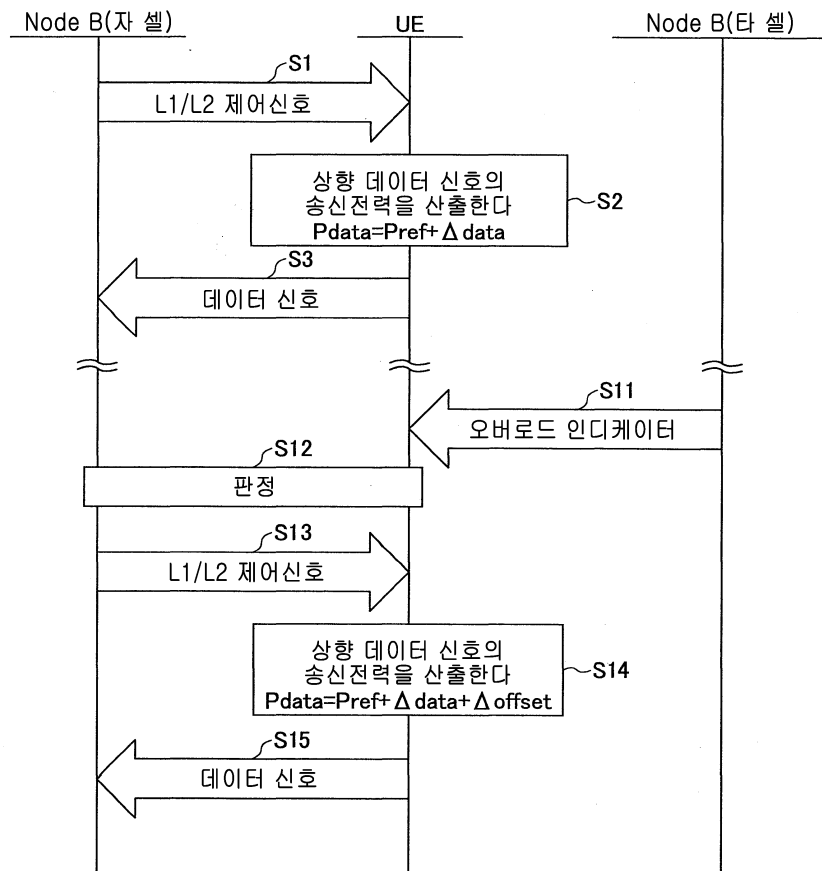 Node B(자 셀)
UE
Node B(타 셀)
S1
L1/L2 제어신호
상향 데이터 신호의
송신전력을 산출한다
Pdata=Pref+Δdata
S2
S3
데이터 신호
S11
오버로드 인디케이터
S12
판정
S13
L1/L2 제어신호
상향 데이터 신호의
송신전력을 산출한다
Pdata=Pref+Δdata+Δoffset
S14
S15
데이터 신호